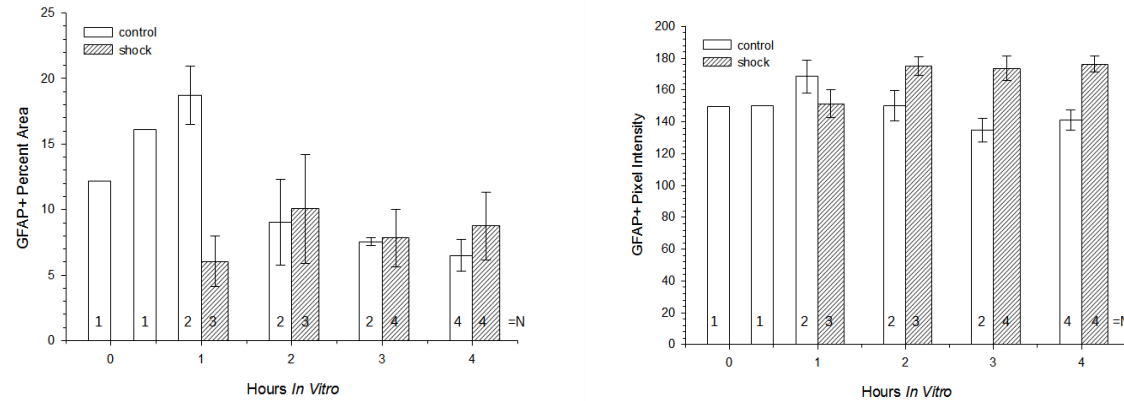 25
20
15
10
5
0
GFAP+ Percent Area
control
shock
1 1 2 3 2 3 2 4 4 4 =N
0 1 2 3 4
Hours In Vitro
200
180
160
140
120
100
80
60
40
20
0
GFAP+ Pixel Intensity
control
shock
1 1 2 3 2 3 2 4 4 4 =N
0 1 2 3 4
Hours In Vitro